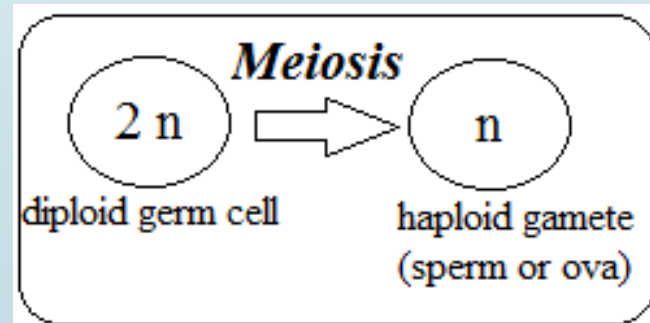 Meiosis
2 n
n
diploid germ cell
haploid gamete
(sperm or ova)